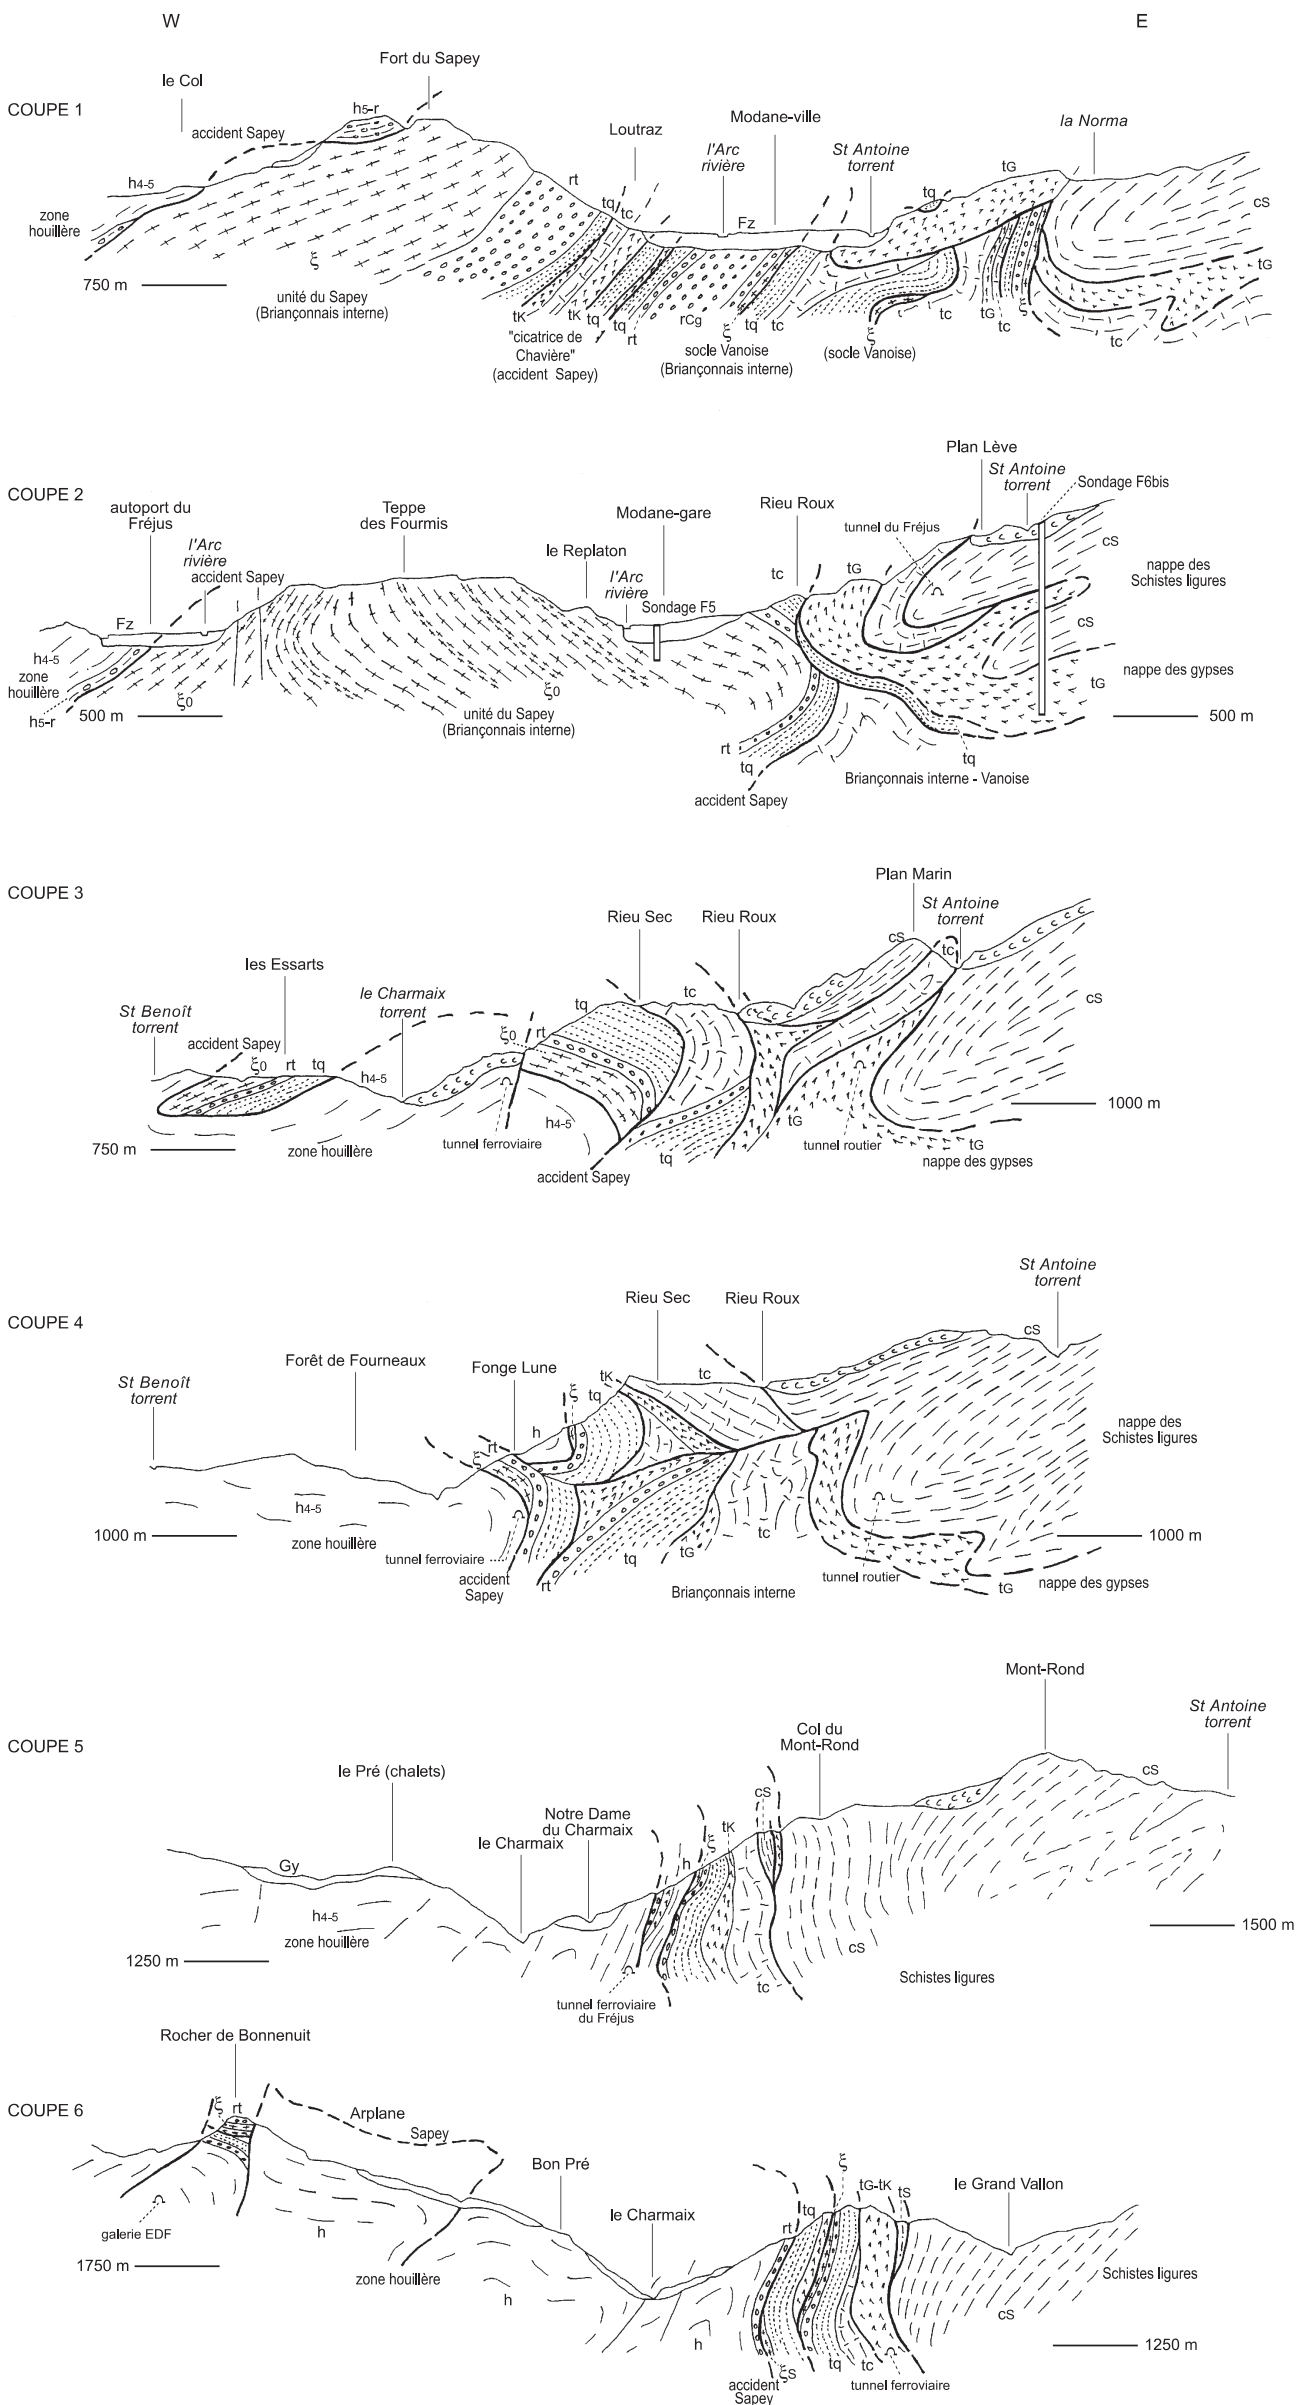 W
E
COUPE 1
le Col
Fort du Sapey
h5-r
accident Sapey
Loutraz
l'Arc
rivière
Modane-ville
St Antoine
torrent
la Norma
h4-5
zone
houillère
750 m
ξ
unité du Sapey
(Briançonnais interne)
rt
tq
tc
Fz
tq
tG
cS
tG
tK
"cicatrice de
Chavière"
(accident Sapey)
tK
tq
tq
rt
rCg
ξ
tq
tc
socle Vanoise
(Briançonnais interne)
ξ
(socle Vanoise)
tc
tG
tc
ξ
tc
COUPE 2
autoport du
Fréjus
l'Arc
rivière
accident Sapey
Teppe
des Fourmis
le Replaton
l'Arc
rivière
Modane-gare
Sondage F5
Rieu Roux
tc
tunnel du Fréjus
tG
Plan Lève
St Antoine
torrent
Sondage F6bis
cS
nappe des
Schistes ligures
cS
nappe des gypses
tG
500 m
Fz
h4-5
zone
houillère
h5-r
500 m
ξ0
ξ0
unité du Sapey
(Briançonnais interne)
rt
tq
accident Sapey
Briançonnais interne - Vanoise
tq
COUPE 3
St Benoît
torrent
les Essarts
accident Sapey
ξ0
rt
tq
le Charmaix
torrent
h4-5
Rieu Sec
Rieu Roux
ξ0
rt
tq
tc
Plan Marin
cS
St Antoine
torrent
tc
cS
1000 m
750 m
zone houillère
tunnel ferroviaire
h4-5
accident Sapey
tq
tG
tunnel routier
tG
nappe des gypses
COUPE 4
St Benoît
torrent
Forêt de Fourneaux
Fonge Lune
Rieu Sec
Rieu Roux
St Antoine
torrent
cS
ξ
rt
h
ξ
tq
tK
tc
nappe des
Schistes ligures
h4-5
1000 m
zone houillère
tunnel ferroviaire
accident
Sapey
rt
tq
tG
tc
Briançonnais interne
tunnel routier
1000 m
tG
nappe des gypses
COUPE 5
le Pré (chalets)
Gy
h4-5
zone houillère
1250 m
le Charmaix
Notre Dame
du Charmaix
h
ξ
tK
cS
Col du
Mont-Rond
Mont-Rond
cS
St Antoine
torrent
1500 m
tunnel ferroviaire
du Fréjus
tc
cS
Schistes ligures
COUPE 6
Rocher de Bonnenuit
ξ
rt
Arplane
Sapey
Bon Pré
le Charmaix
galerie EDF
1750 m
h
zone houillère
h
h
rt
tq
ξ
tG-tK
tS
le Grand Vallon
Schistes ligures
cS
1250 m
accident
Sapey
ξS
tq
tc
tunnel ferroviaire